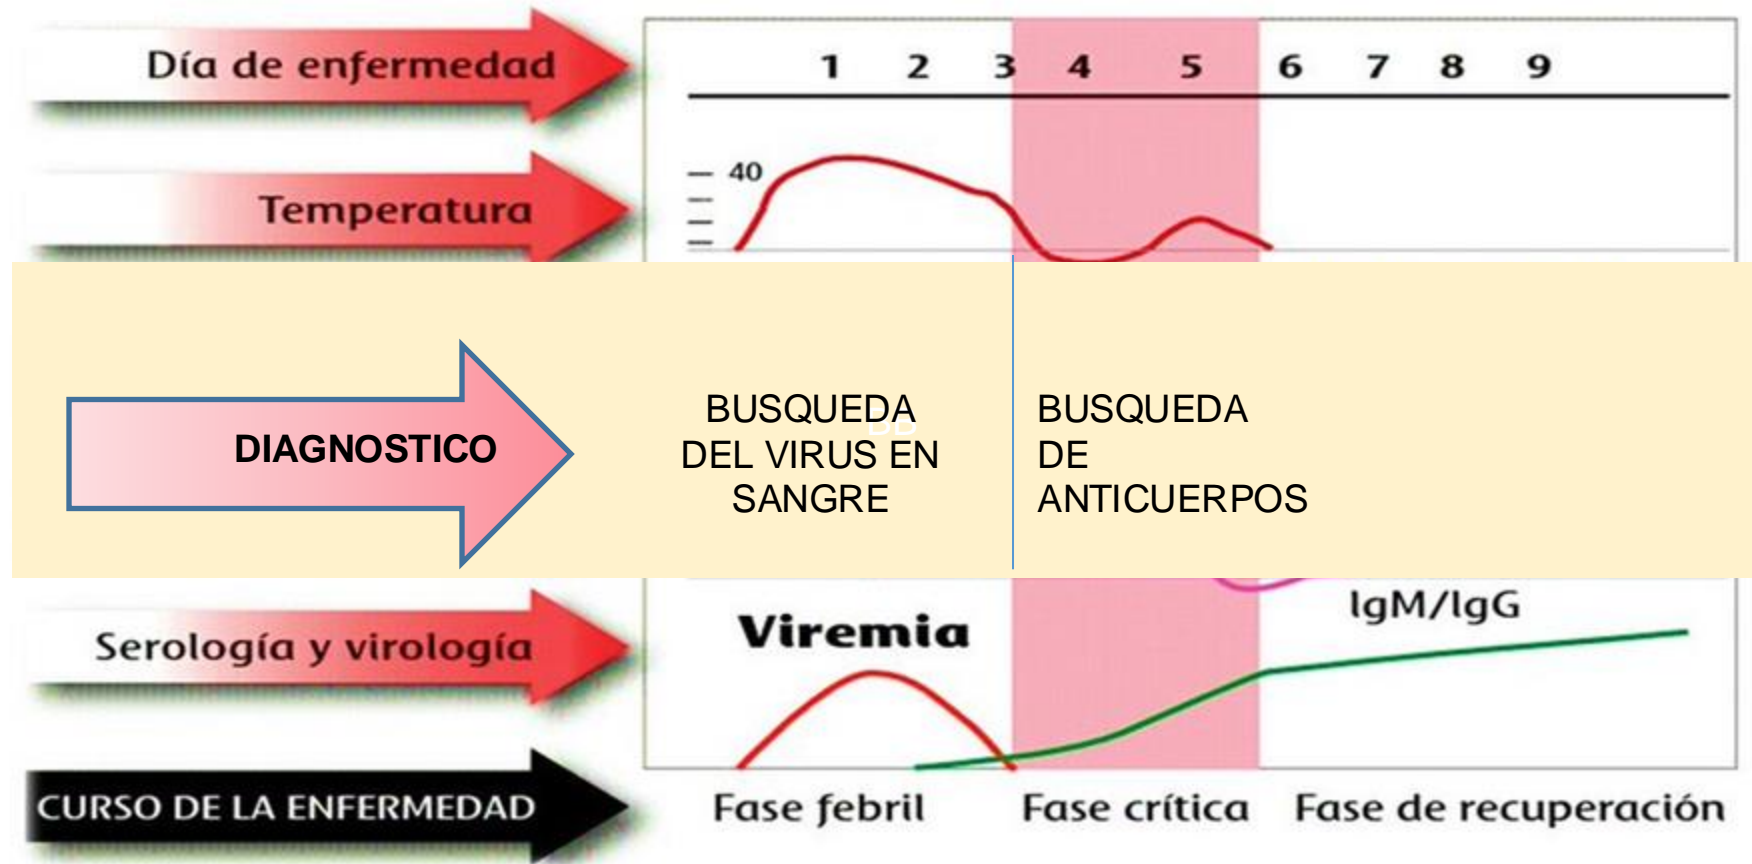 Día de enfermedad
1 2 3 4 5 6 7 8 9
40
Temperatura
BB
DIAGNOSTICO
BUSQUEDA
DEL VIRUS EN
SANGRE
BUSQUEDA
DE
ANTICUERPOS
IgM/IgG
Viremia
Serología y virología
CURSO DE LA ENFERMEDAD
Fase febril
Fase crítica
Fase de recuperación